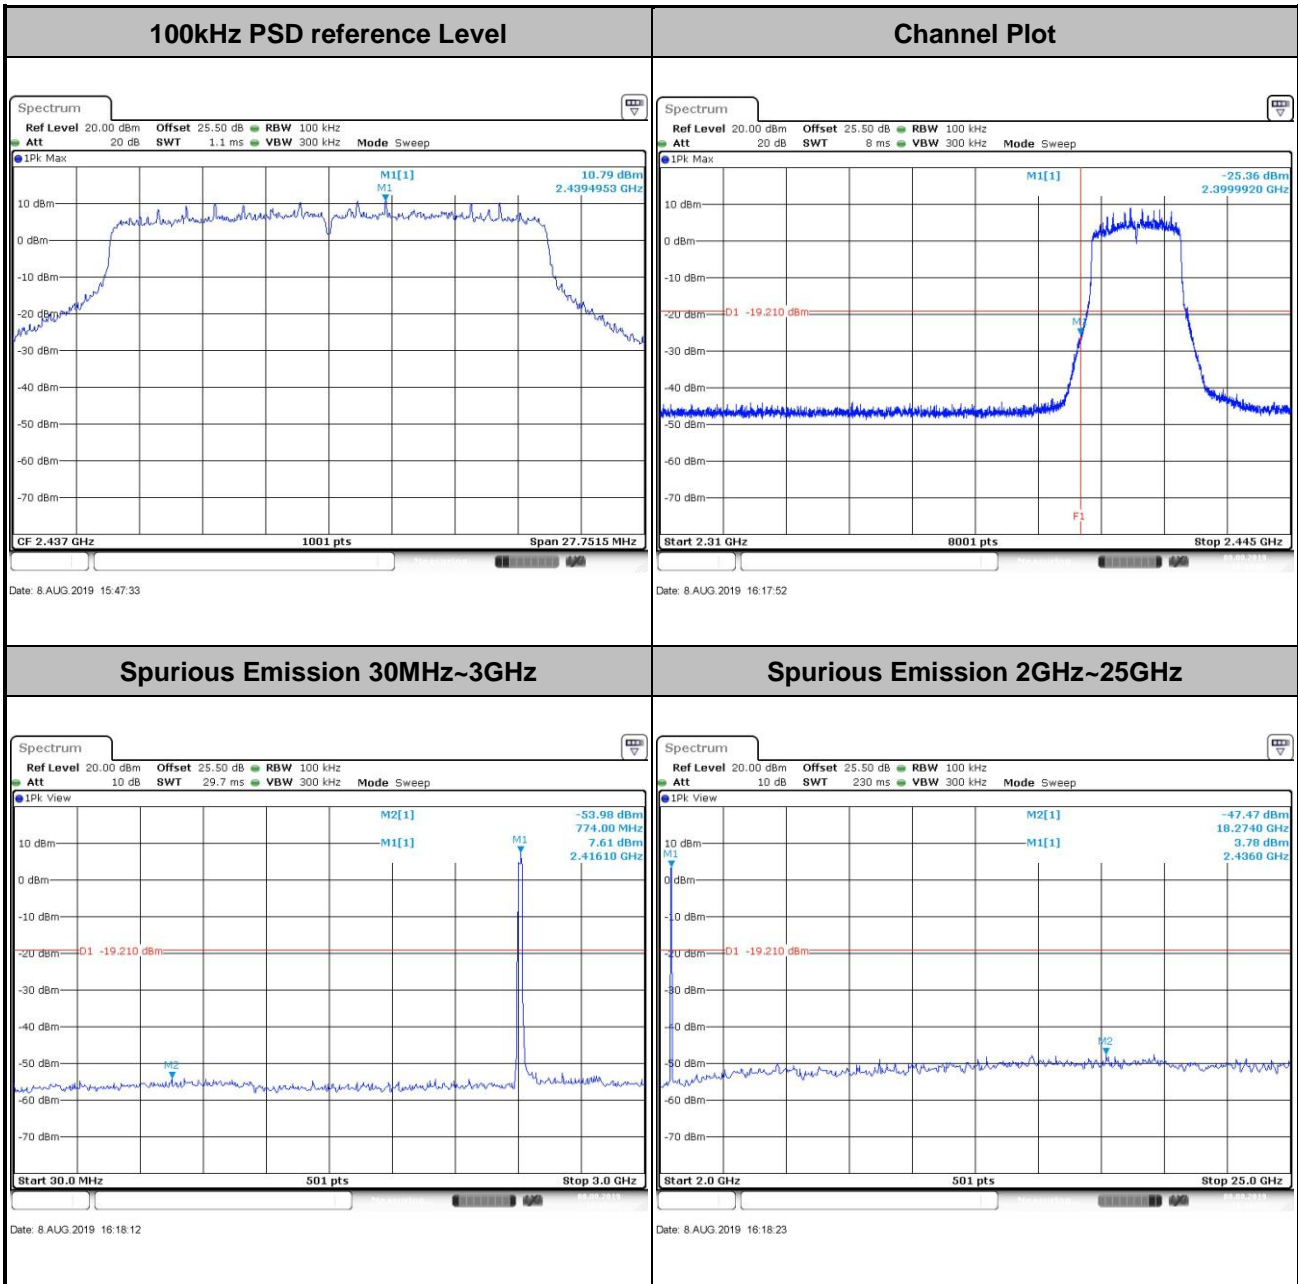 100kHz PSD reference Level
Channel Plot
Spectrum
Ref Level 20.00 dBm Offset 25.50 dB RBW 100 kHz
Att 20 dB SWT 1.1 ms VBW 300 kHz Mode Sweep
1Pk Max
M1[1] 10.79 dBm
2.4394953 GHz
M1
10 dBm
0 dBm
-10 dBm
-20 dBm
-30 dBm
-40 dBm
-50 dBm
-60 dBm
-70 dBm
CF 2.437 GHz 1001 pts Span 27.7515 MHz
Date: 8.AUG.2019 15:47:33
Spectrum
Ref Level 20.00 dBm Offset 25.50 dB RBW 100 kHz
Att 20 dB SWT 8 ms VBW 300 kHz Mode Sweep
1Pk Max
M1[1] -25.36 dBm
2.3999920 GHz
10 dBm
0 dBm
-10 dBm
-20 dBm D1 -19.210 dBm
-30 dBm
-40 dBm
-50 dBm
-60 dBm
-70 dBm
F1
Start 2.31 GHz 8001 pts Stop 2.445 GHz
Date: 8.AUG.2019 16:17:52
Spurious Emission 30MHz~3GHz
Spurious Emission 2GHz~25GHz
Spectrum
Ref Level 20.00 dBm Offset 25.50 dB RBW 100 kHz
Att 10 dB SWT 29.7 ms VBW 300 kHz Mode Sweep
1Pk View
M2[1] -53.98 dBm
774.00 MHz
10 dBm M1[1] M1 7.61 dBm
2.41610 GHz
0 dBm
-10 dBm
-20 dBm D1 -19.210 dBm
-30 dBm
-40 dBm
-50 dBm
M2
-60 dBm
-70 dBm
Start 30.0 MHz 501 pts Stop 3.0 GHz
Date: 8.AUG.2019 16:18:12
Spectrum
Ref Level 20.00 dBm Offset 25.50 dB RBW 100 kHz
Att 10 dB SWT 230 ms VBW 300 kHz Mode Sweep
1Pk View
M2[1] -47.47 dBm
18.2740 GHz
10 dBm M1[1] 3.78 dBm
M1 2.4360 GHz
0 dBm
-10 dBm
-20 dBm D1 -19.210 dBm
-30 dBm
-40 dBm
M2
-50 dBm
-60 dBm
-70 dBm
Start 2.0 GHz 501 pts Stop 25.0 GHz
Date: 8.AUG.2019 16:18:23